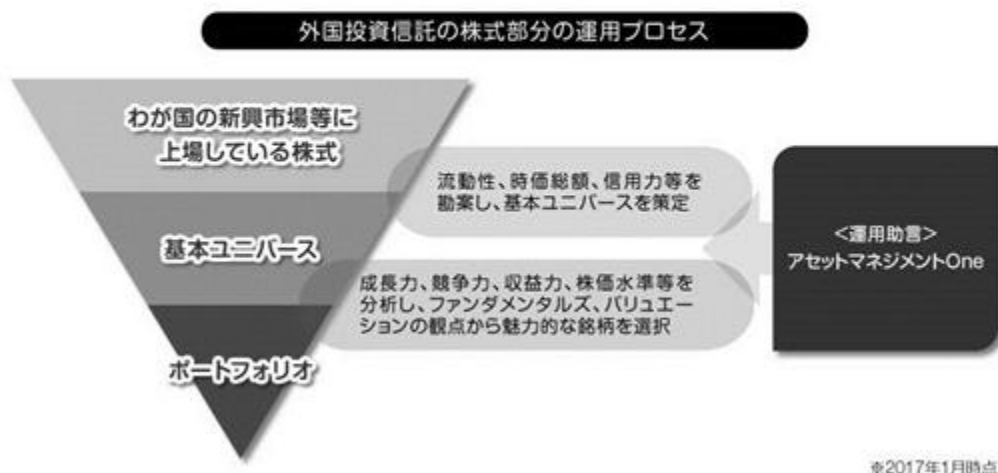 外国投資信託の株式部分の運用プロセス
わが国の新興市場等に
上場している株式
流動性、時価総額、信用力等を
勘案し、基本ユニバースを策定
基本ユニバース
＜運用助言＞
アセットマネジメントOne
成長力、競争力、収益力、株価水準等を
分析し、ファンダメンタルズ、バリュエー
ションの観点から魅力的な銘柄を選択
ポートフォリオ
※2017年1月時点